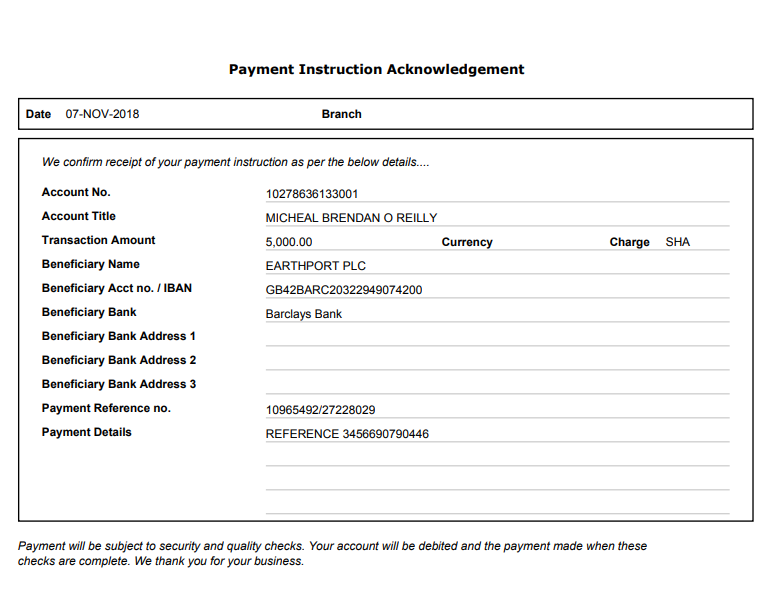 Payment Instruction Acknowledgement
Date 07-NOV-2018 Branch
We confirm receipt of your payment instruction as per the below details....
Account No. 10278636133001
Account Title MICHEAL BRENDAN O REILLY
Transaction Amount 5,000.00 Currency Charge SHA
Beneficiary Name EARTHPORT PLC
Beneficiary Acct no. / IBAN GB42BARC20322949074200
Beneficiary Bank Barclays Bank
Beneficiary Bank Address 1
Beneficiary Bank Address 2
Beneficiary Bank Address 3
Payment Reference no. 10965492/27228029
Payment Details REFERENCE 3456690790446
Payment will be subject to security and quality checks. Your account will be debited and the payment made when these
checks are complete. We thank you for your business.